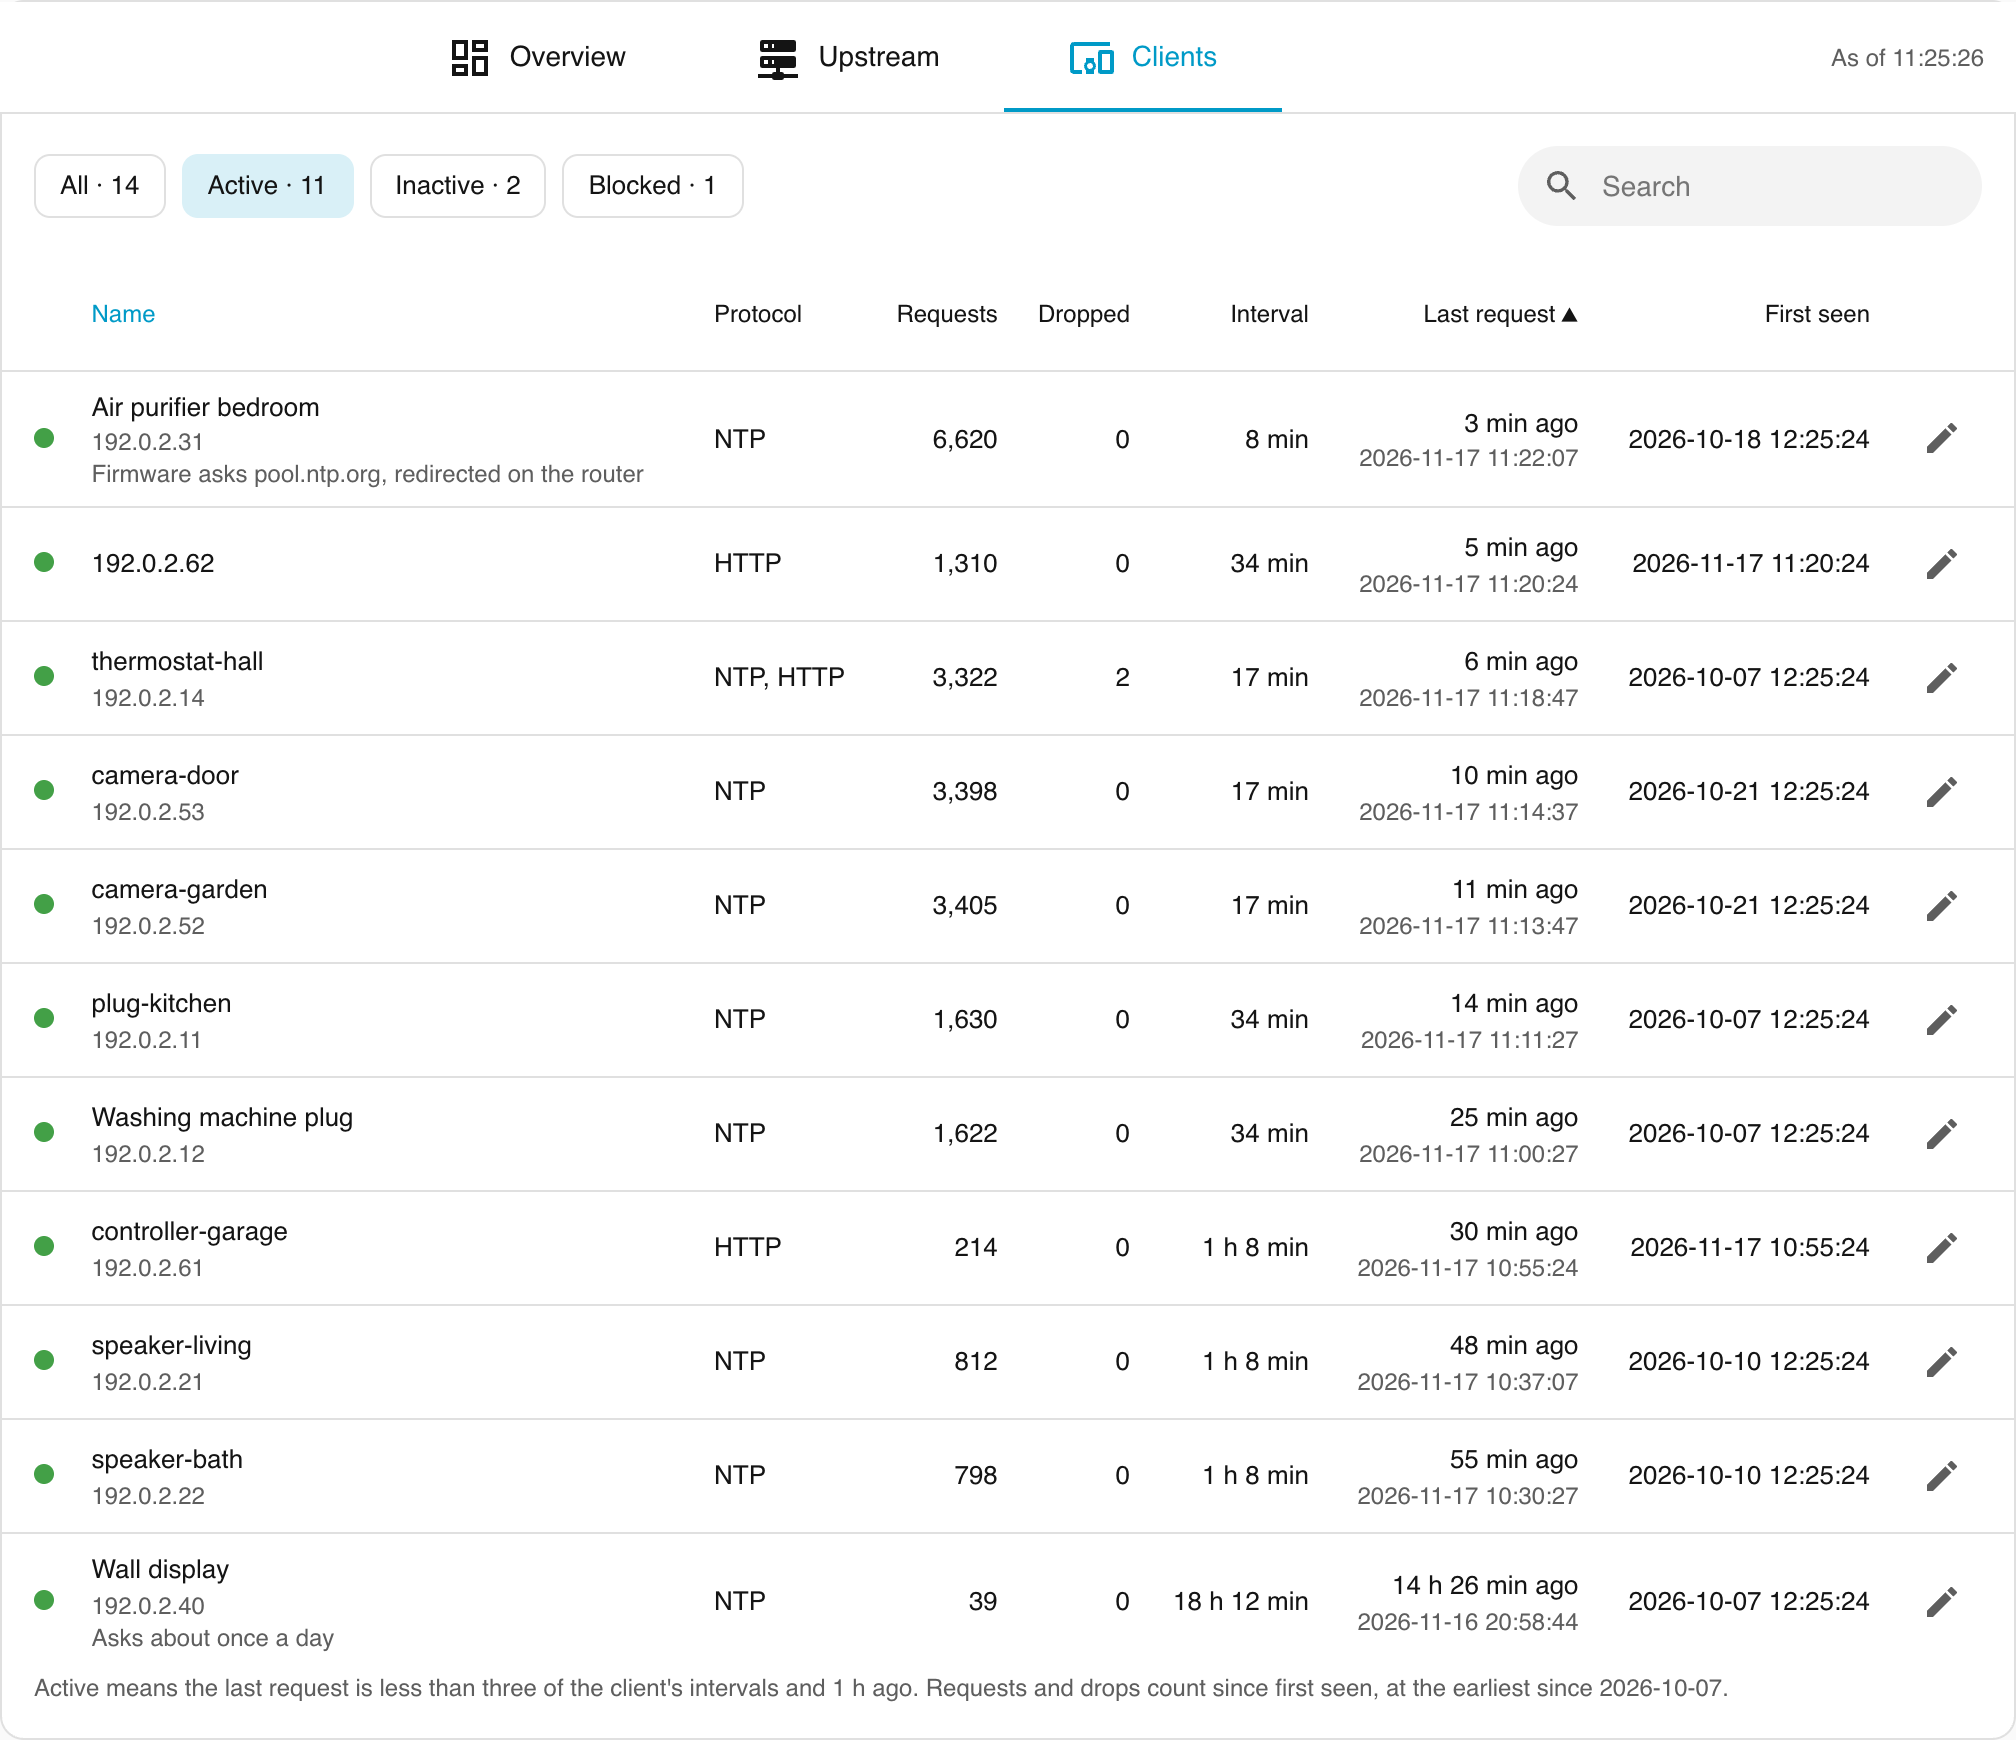 Overview
Upstream
Clients
As of 11:25:26
All · 14
Active · 11
Inactive · 2
Blocked · 1
Search
Name Protocol Requests Dropped Interval Last request ▲ First seen
Air purifier bedroom
192.0.2.31
Firmware asks pool.ntp.org, redirected on the router
NTP 6,620 0 8 min 3 min ago
2026-11-17 11:22:07
2026-10-18 12:25:24
192.0.2.62 HTTP 1,310 0 34 min 5 min ago
2026-11-17 11:20:24
2026-11-17 11:20:24
thermostat-hall
192.0.2.14
NTP, HTTP 3,322 2 17 min 6 min ago
2026-11-17 11:18:47
2026-10-07 12:25:24
camera-door
192.0.2.53
NTP 3,398 0 17 min 10 min ago
2026-11-17 11:14:37
2026-10-21 12:25:24
camera-garden
192.0.2.52
NTP 3,405 0 17 min 11 min ago
2026-11-17 11:13:47
2026-10-21 12:25:24
plug-kitchen
192.0.2.11
NTP 1,630 0 34 min 14 min ago
2026-11-17 11:11:27
2026-10-07 12:25:24
Washing machine plug
192.0.2.12
NTP 1,622 0 34 min 25 min ago
2026-11-17 11:00:27
2026-10-07 12:25:24
controller-garage
192.0.2.61
HTTP 214 0 1 h 8 min 30 min ago
2026-11-17 10:55:24
2026-11-17 10:55:24
speaker-living
192.0.2.21
NTP 812 0 1 h 8 min 48 min ago
2026-11-17 10:37:07
2026-10-10 12:25:24
speaker-bath
192.0.2.22
NTP 798 0 1 h 8 min 55 min ago
2026-11-17 10:30:27
2026-10-10 12:25:24
Wall display
192.0.2.40
Asks about once a day
NTP 39 0 18 h 12 min 14 h 26 min ago
2026-11-16 20:58:44
2026-10-07 12:25:24
Active means the last request is less than three of the client's intervals and 1 h ago. Requests and drops count since first seen, at the earliest since 2026-10-07.